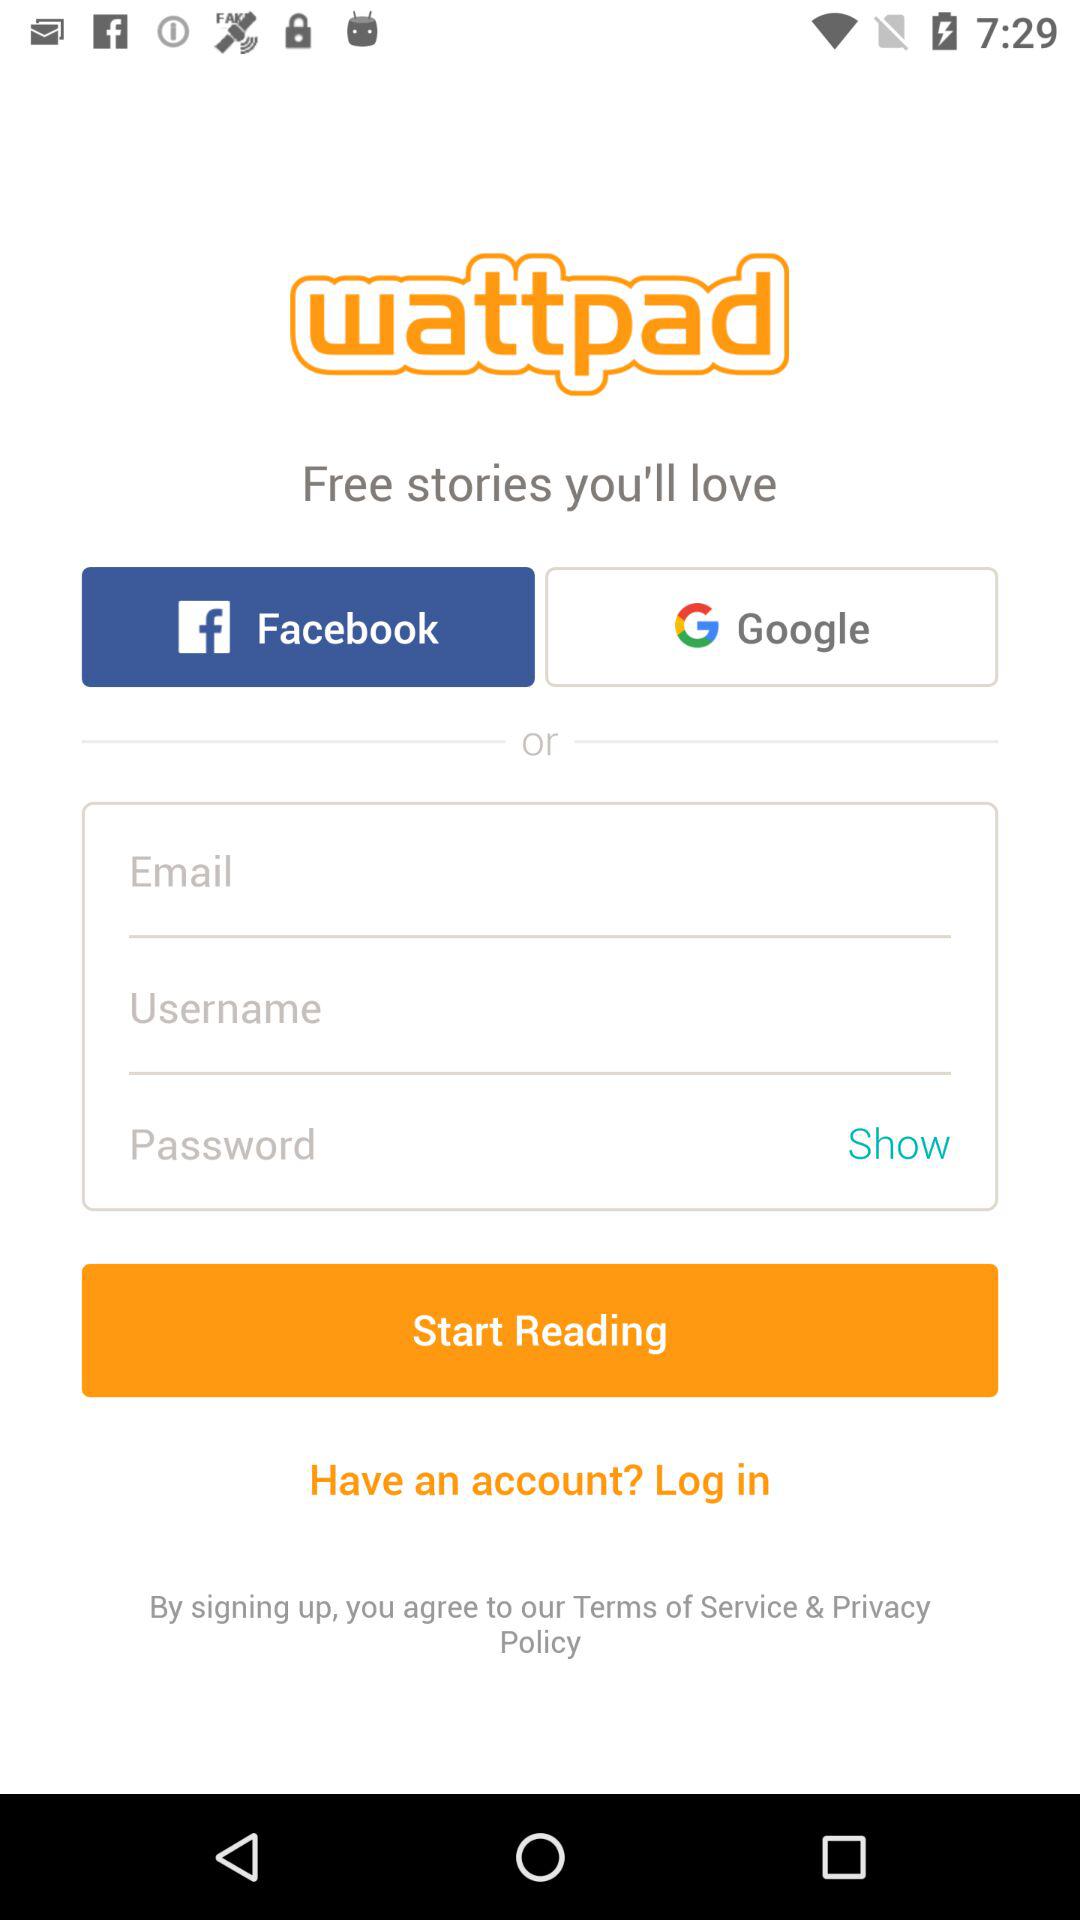 FAKE
7:29
wattpad
Free stories you'll love
Facebook
Google
or
Email
Username
Password
Show
Start Reading
Have an account? Log in
By signing up, you agree to our Terms of Service & Privacy
Policy